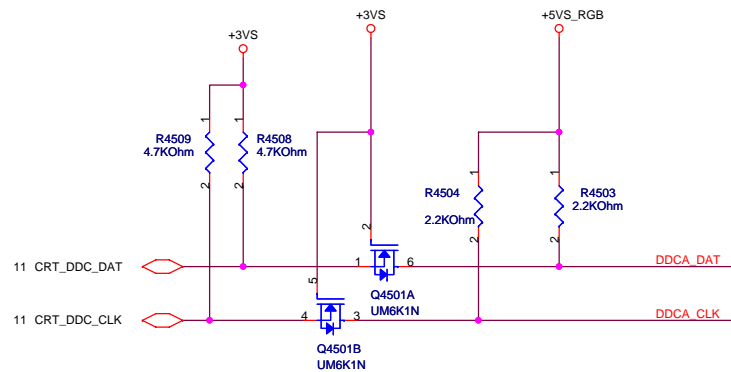 +3VS
+3VS
+5VS_RGB
1
1
R4509
4.7KOhm
R4508
4.7KOhm
2
2
1
1
R4504
2.2KOhm
R4503
2.2KOhm
2
2
2
11 CRT_DDC_DAT
1
6
DDCA_DAT
5
Q4501A
UM6K1N
11 CRT_DDC_CLK
4
3
DDCA_CLK
Q4501B
UM6K1N